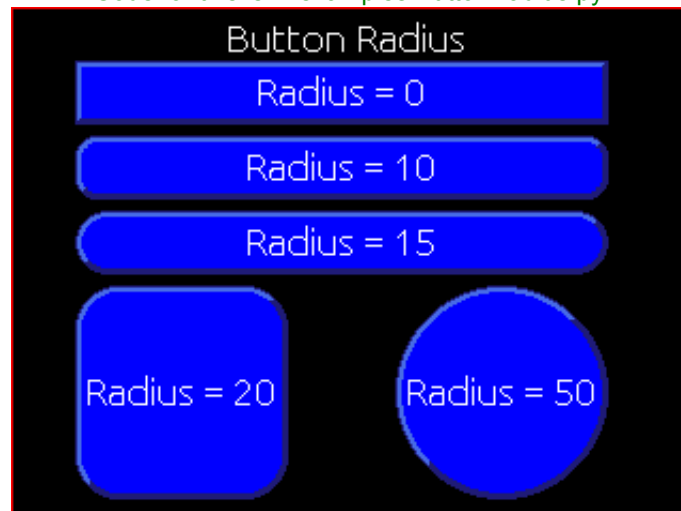 Button Radius
Radius = 0
Radius = 10
Radius = 15
Radius = 20
Radius = 50